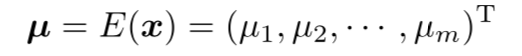 𝝁 = E(𝒙) = (μ₁, μ₂, ⋯ , μₘ)ᵀ